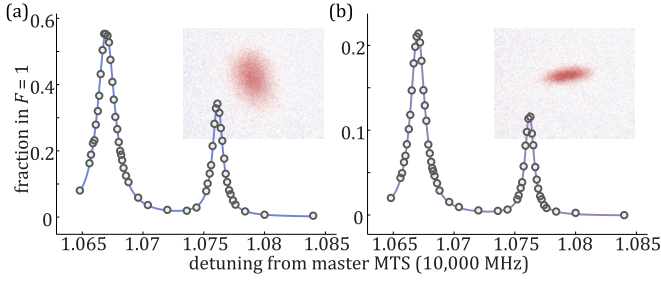 (a)
(b)
0.6
0.4
0.2
0
fraction in F = 1
1.065 1.07 1.075 1.08 1.085
0.2
0.1
0
1.065 1.07 1.075 1.08 1.085
detuning from master MTS (10,000 MHz)